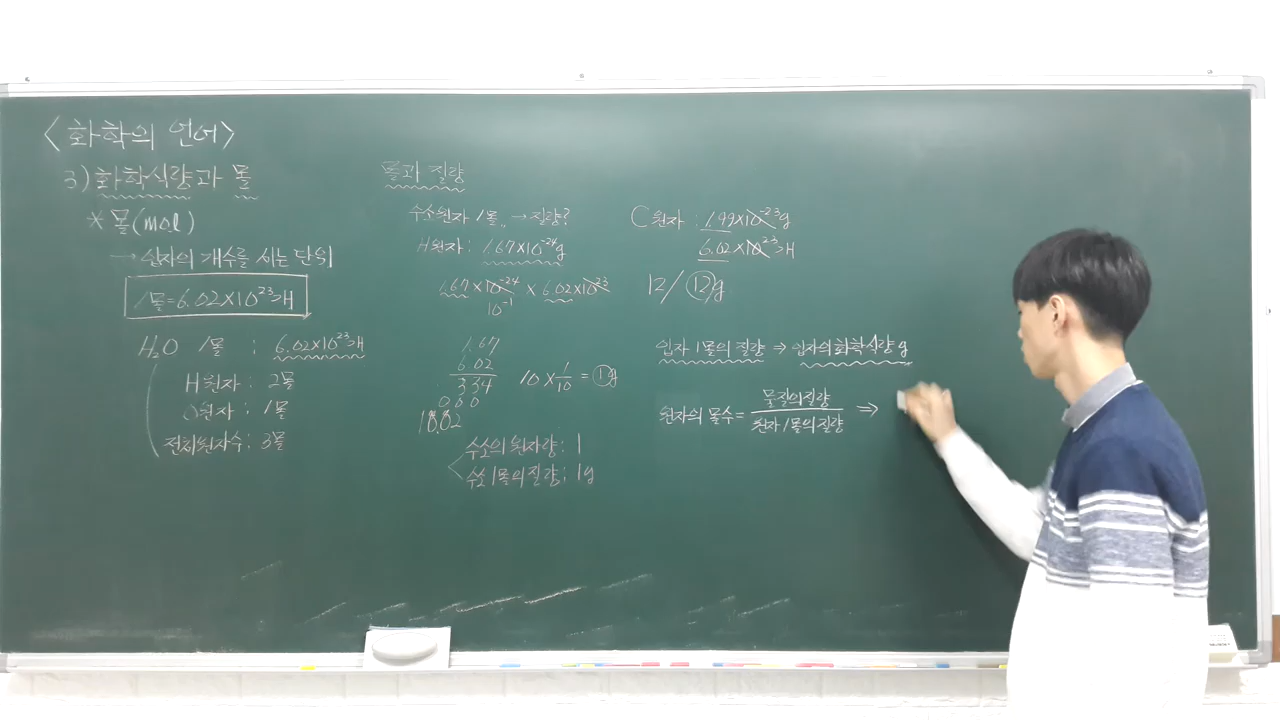 <화학의 언어>
3) 화학식량과 몰
* 몰(mol)
→ 입자의 개수를 세는 단위
1몰=6.02×10²³개
H₂O 1몰 : 6.02×10²³개
H원자 : 2몰
O원자 : 1몰
전체원자수 : 3몰
몰과 질량
수소원자 1몰 → 질량?
H원자 : 1.67×10⁻²⁴g
1.67×10⁻²⁴ × 6.02×10²³
10⁻¹
1.67
6.02
334
000
1002
10 × 1/10 = 1g
수소의 원자량 : 1
수소 1몰의 질량 : 1g
C원자 : 1.99×10⁻²³g
6.02×10²³개
12/ 12g
입자 1몰의 질량 ⇒ 입자의 화학식량 g
원자의 몰수 = 물질의 질량 / 원자 1몰의 질량 ⇒